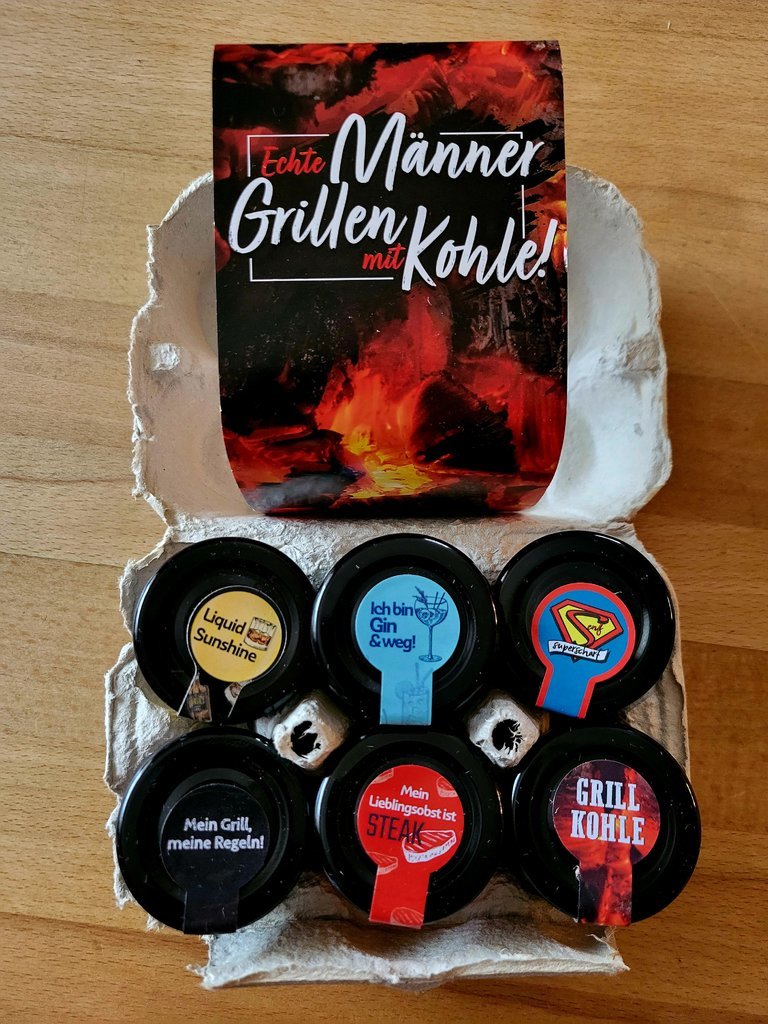 Echte Männer
Grillen
mit Kohle!
Liquid
Sunshine
Ich bin
Gin
& weg!
Senf
superscharf
Mein Grill,
meine Regeln!
Mein
Lieblingsobst ist
STEAK
GRILL
KOHLE